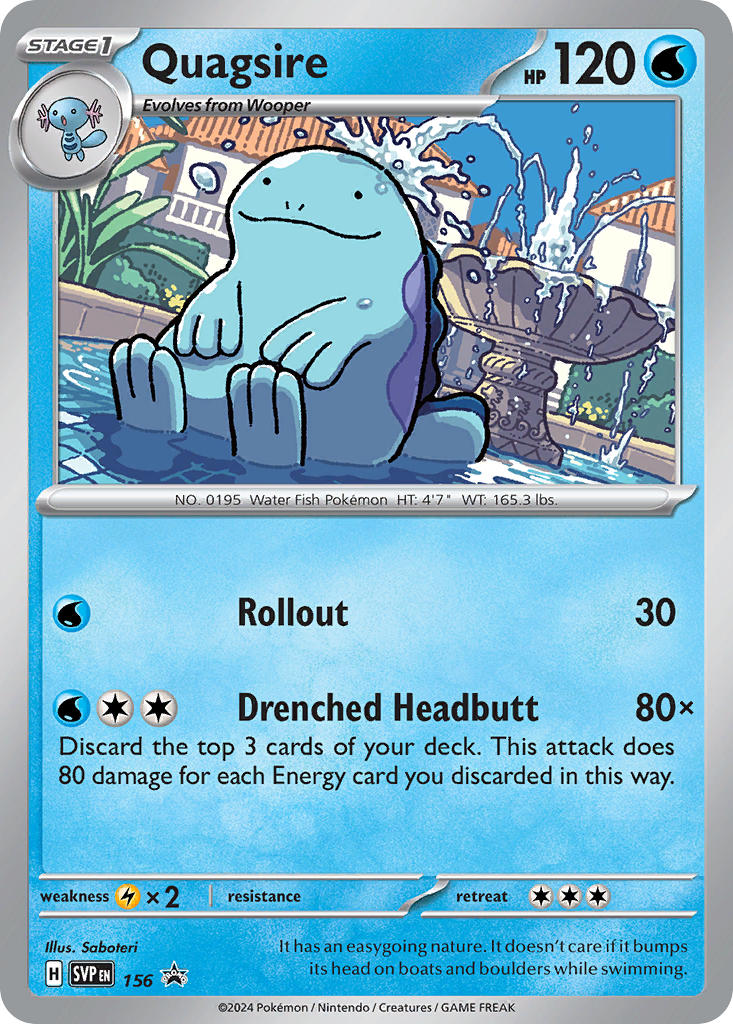 STAGE1
Quagsire
HP 120
Evolves from Wooper
NO. 0195 Water Fish Pokémon HT: 4'7" WT: 165.3 lbs.
Rollout 30
Drenched Headbutt 80×
Discard the top 3 cards of your deck. This attack does
80 damage for each Energy card you discarded in this way.
weakness ×2 resistance retreat
Illus. Saboteri
It has an easygoing nature. It doesn't care if it bumps
its head on boats and boulders while swimming.
H SVP EN 156 PROMO
©2024 Pokémon / Nintendo / Creatures / GAME FREAK